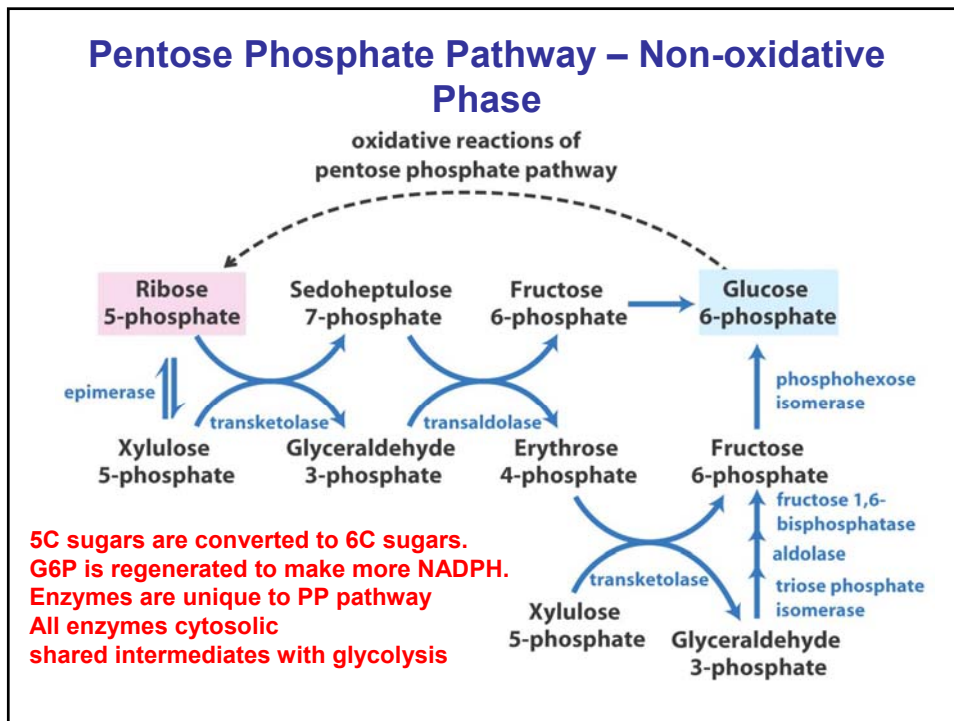 Pentose Phosphate Pathway – Non-oxidative
Phase
oxidative reactions of
pentose phosphate pathway
Ribose
5-phosphate
Sedoheptulose
7-phosphate
Fructose
6-phosphate
Glucose
6-phosphate
epimerase
transketolase
transaldolase
phosphohexose
isomerase
Xylulose
5-phosphate
Glyceraldehyde
3-phosphate
Erythrose
4-phosphate
Fructose
6-phosphate
fructose 1,6-
bisphosphatase
aldolase
triose phosphate
isomerase
transketolase
Xylulose
5-phosphate
Glyceraldehyde
3-phosphate
5C sugars are converted to 6C sugars.
G6P is regenerated to make more NADPH.
Enzymes are unique to PP pathway
All enzymes cytosolic
shared intermediates with glycolysis